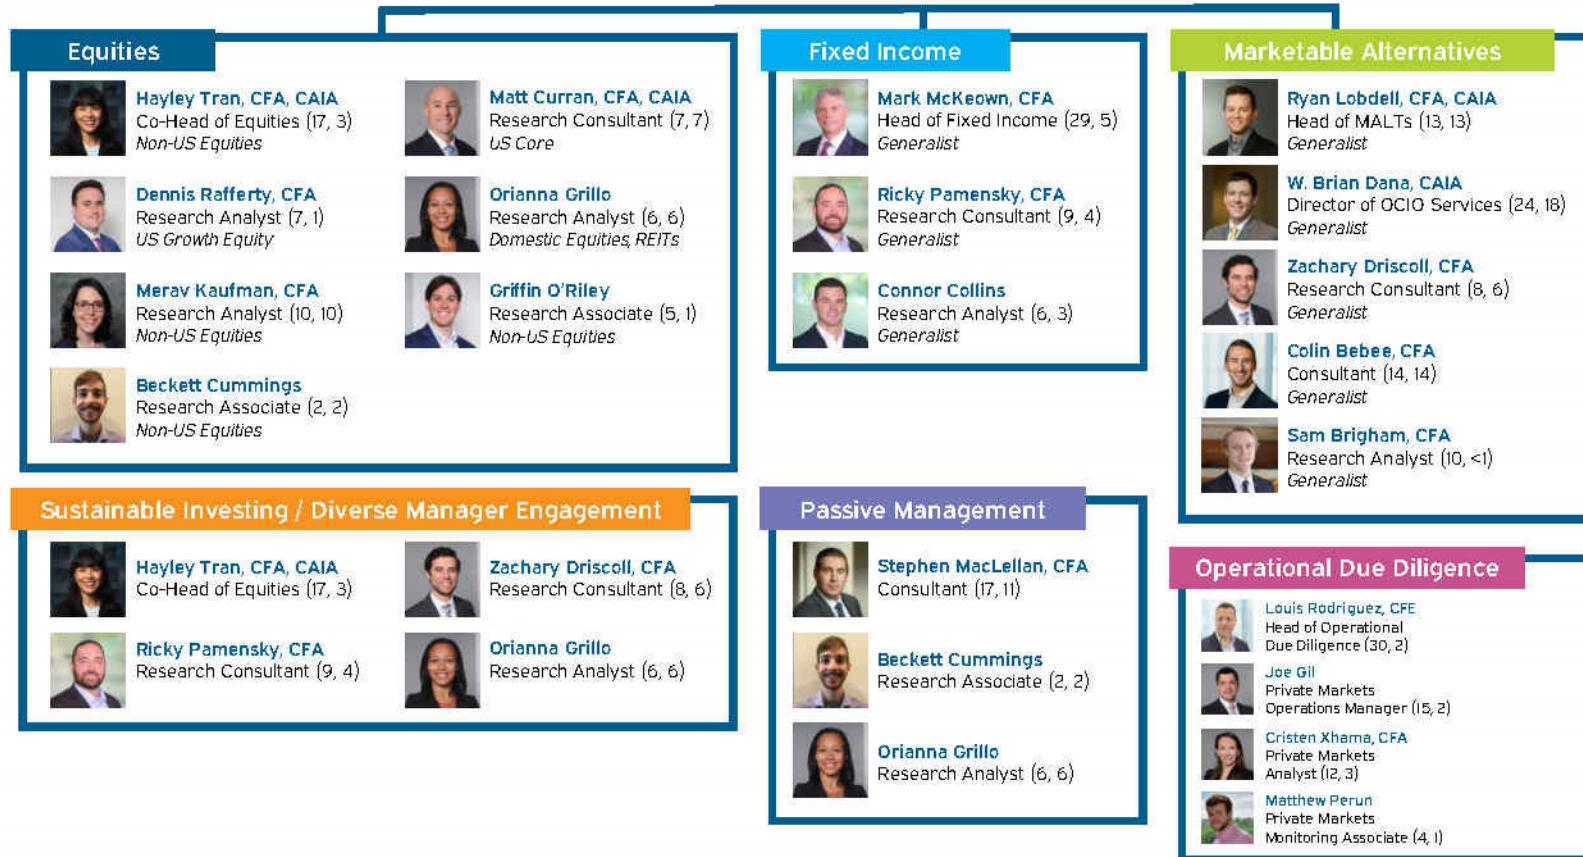 Equities
Hayley Tran, CFA, CAIA
Co-Head of Equities (17, 3)
Non-US Equities
Matt Curran, CFA, CAIA
Research Consultant (7, 7)
US Core
Dennis Rafferty, CFA
Research Analyst (7, 1)
US Growth Equity
Orianna Grillo
Research Analyst (6, 6)
Domestic Equities, REITs
Merav Kaufman, CFA
Research Analyst (10, 10)
Non-US Equities
Griffin O'Riley
Research Associate (5, 1)
Non-US Equities
Beckett Cummings
Research Associate (2, 2)
Non-US Equities
Fixed Income
Mark McKeown, CFA
Head of Fixed Income (29, 5)
Generalist
Ricky Pamensky, CFA
Research Consultant (9, 4)
Generalist
Connor Collins
Research Analyst (6, 3)
Generalist
Marketable Alternatives
Ryan Lobdell, CFA, CAIA
Head of MALTs (13, 13)
Generalist
W. Brian Dana, CAIA
Director of OCIO Services (24, 18)
Generalist
Zachary Driscoll, CFA
Research Consultant (8, 6)
Generalist
Colin Bebee, CFA
Consultant (14, 14)
Generalist
Sam Brigham, CFA
Research Analyst (10, <1)
Generalist
Sustainable Investing / Diverse Manager Engagement
Hayley Tran, CFA, CAIA
Co-Head of Equities (17, 3)
Zachary Driscoll, CFA
Research Consultant (8, 6)
Ricky Pamensky, CFA
Research Consultant (9, 4)
Orianna Grillo
Research Analyst (6, 6)
Passive Management
Stephen MacLellan, CFA
Consultant (17, 11)
Beckett Cummings
Research Associate (2, 2)
Orianna Grillo
Research Analyst (6, 6)
Operational Due Diligence
Louis Rodriguez, CFE
Head of Operational
Due Diligence (30, 2)
Joe Gil
Private Markets
Operations Manager (15, 2)
Cristen Xhama, CFA
Private Markets
Analyst (12, 3)
Matthew Perun
Private Markets
Monitoring Associate (4, 1)